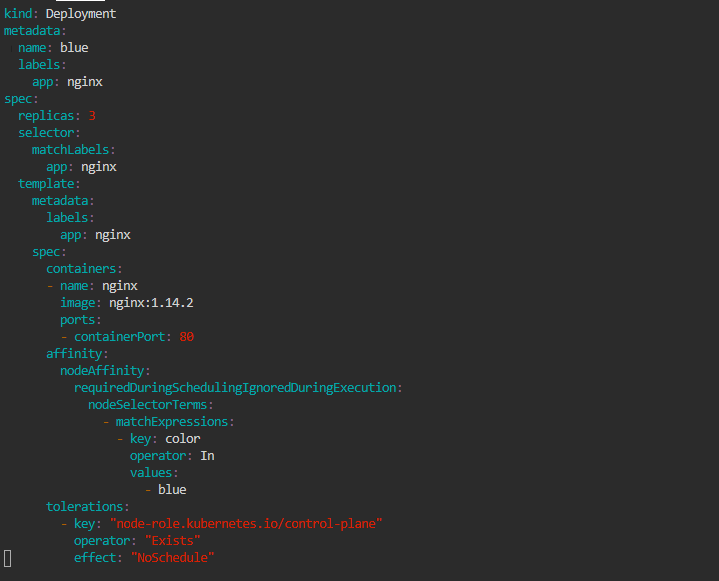 kind: Deployment
metadata:
  name: blue
  labels:
    app: nginx
spec:
  replicas: 3
  selector:
    matchLabels:
      app: nginx
  template:
    metadata:
      labels:
        app: nginx
    spec:
      containers:
      - name: nginx
        image: nginx:1.14.2
        ports:
        - containerPort: 80
      affinity:
        nodeAffinity:
          requiredDuringSchedulingIgnoredDuringExecution:
            nodeSelectorTerms:
              - matchExpressions:
                - key: color
                  operator: In
                  values:
                    - blue
      tolerations:
        - key: "node-role.kubernetes.io/control-plane"
          operator: "Exists"
          effect: "NoSchedule"